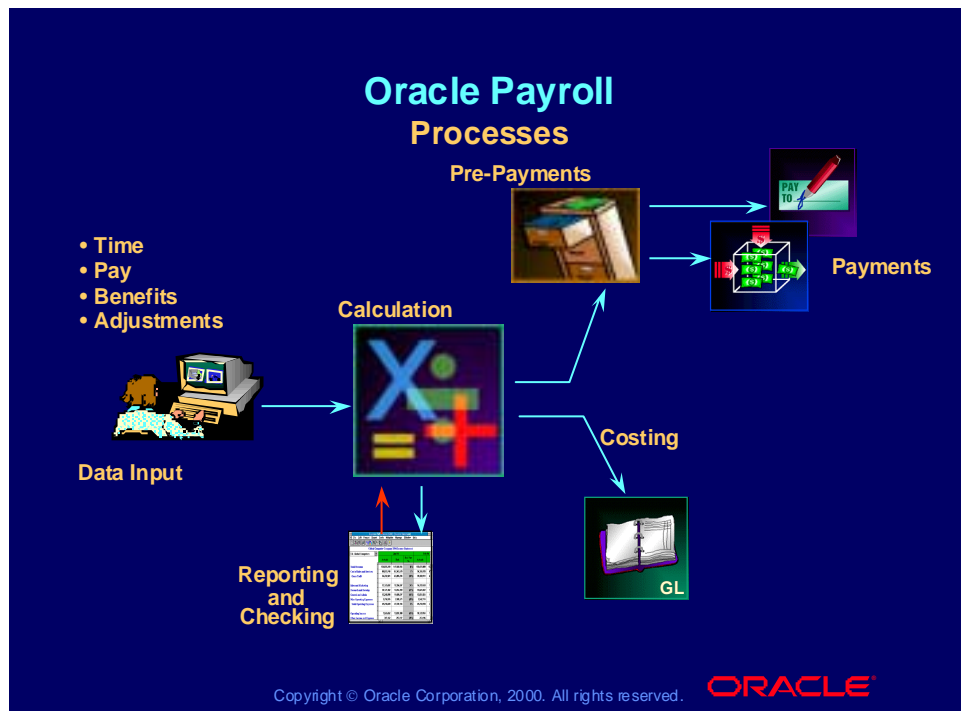 Oracle Payroll
Processes
Pre-Payments
PAY
TO
• Time
• Pay
• Benefits
• Adjustments
Payments
Calculation
Costing
Data Input
Reporting
and
Checking
GL
Copyright © Oracle Corporation, 2000. All rights reserved.
ORACLE